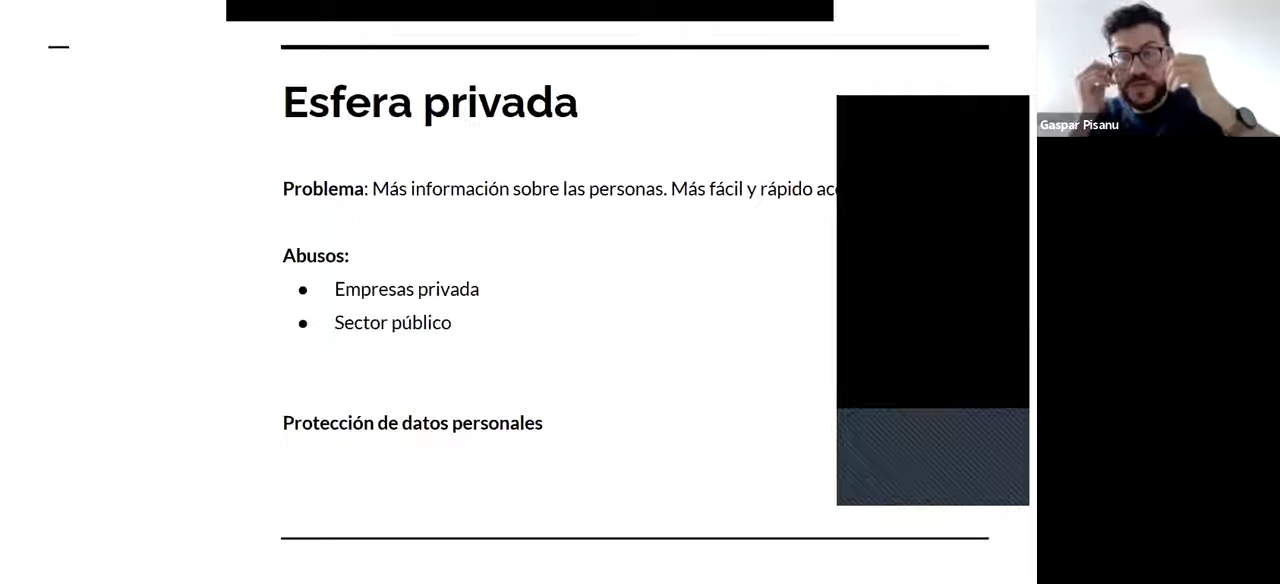 Esfera privada
Problema: Más información sobre las personas. Más fácil y rápido
Abusos:
● Empresas privada
● Sector público
Protección de datos personales
Gaspar Pisanu